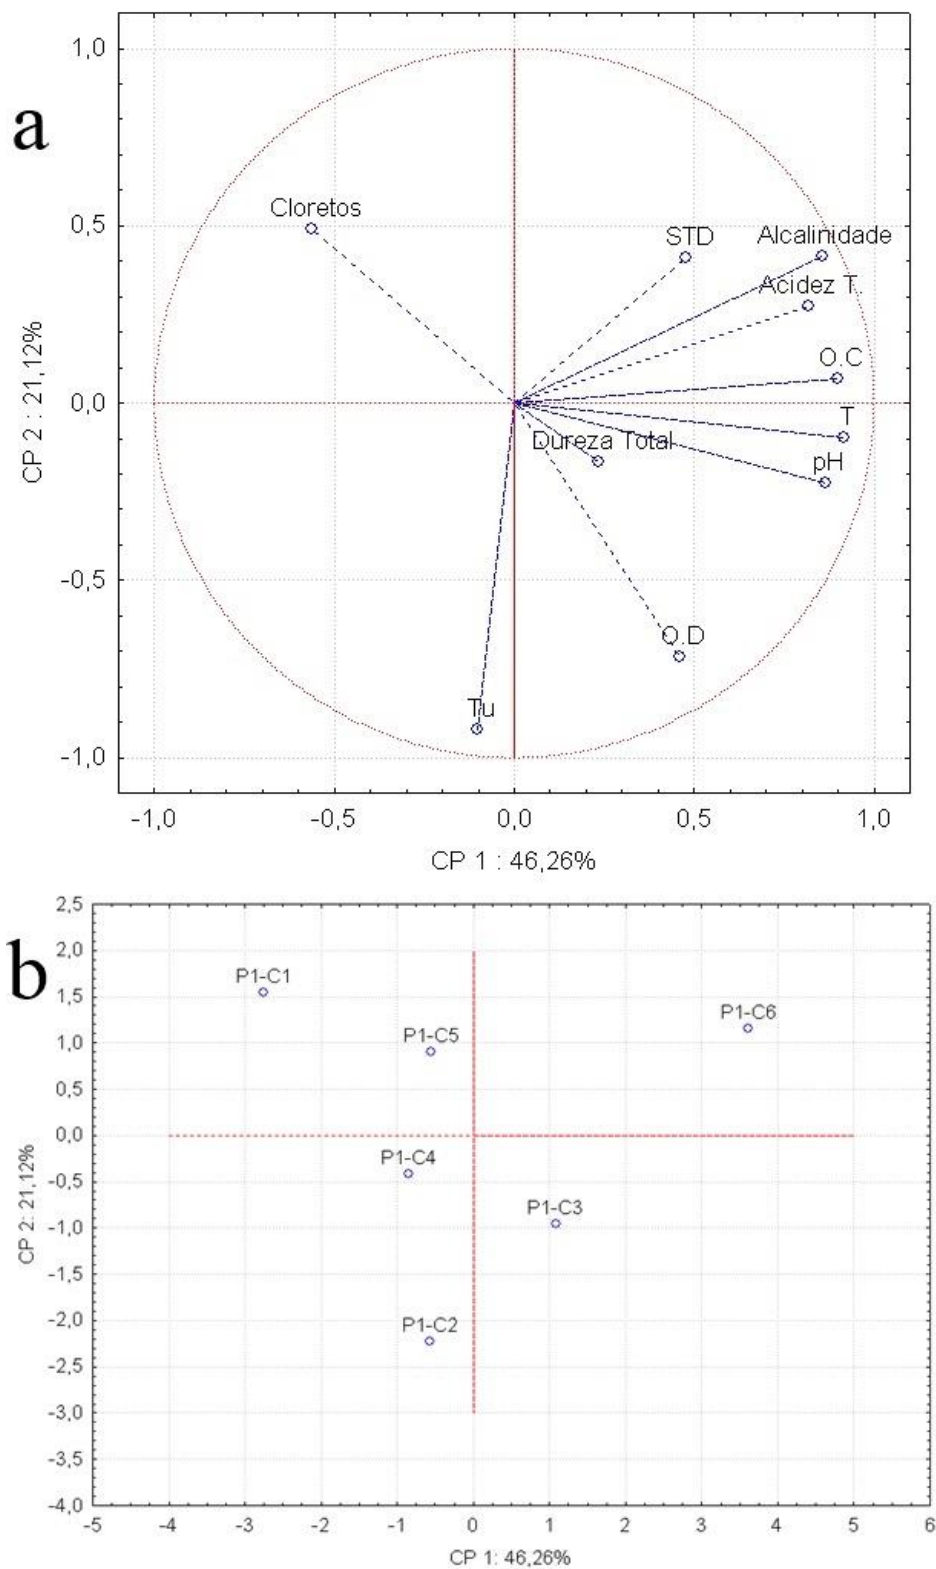 a
1,0
Cloretos
0,5
STD
Alcalinidade
Acidez T.
O.C
CP 2 : 21,12%
0,0
T
Dureza Total
pH
-0,5
O.D
Tu
-1,0
-1,0
-0,5
0,0
0,5
1,0
CP 1 : 46,26%
b
2,5
2,0
P1-C1
1,5
P1-C6
P1-C5
1,0
0,5
0,0
P1-C4
-0,5
P1-C3
-1,0
CP 2: 21,12%
-1,5
-2,0
P1-C2
-2,5
-3,0
-3,5
-4,0
-5 -4 -3 -2 -1 0 1 2 3 4 5 6
CP 1: 46,26%